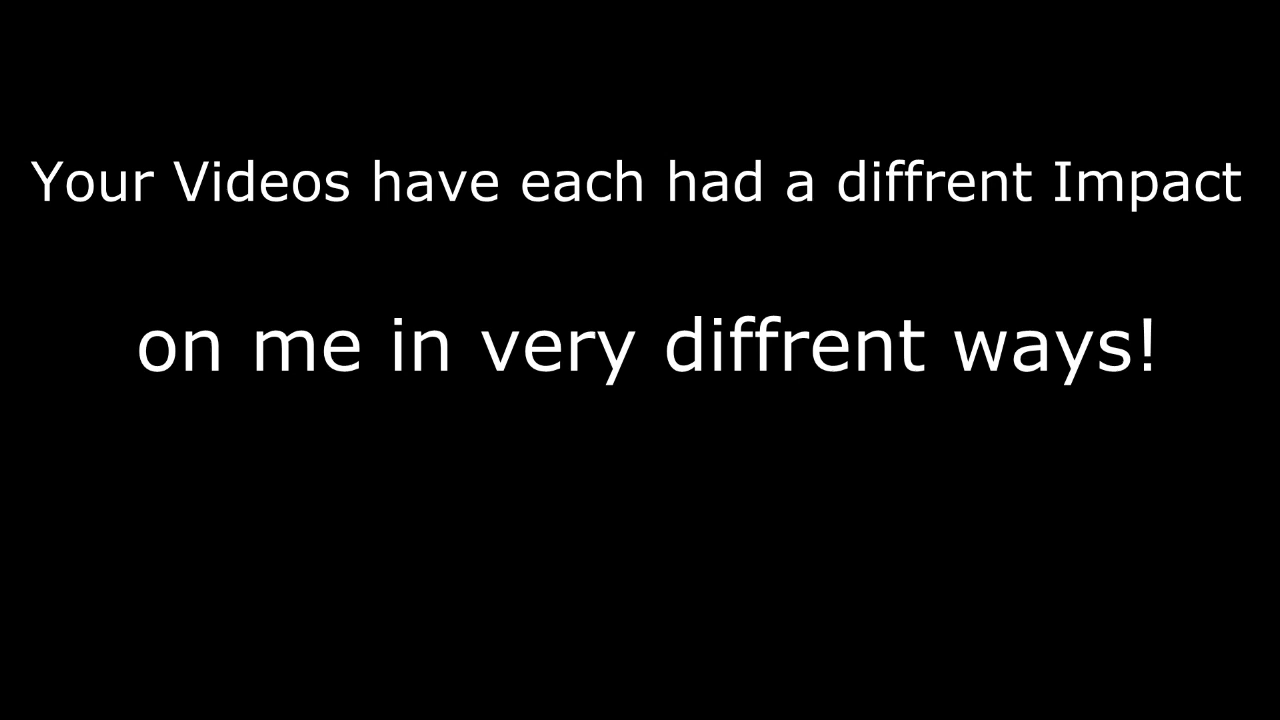 Your Videos have each had a diffrent Impact
on me in very diffrent ways!